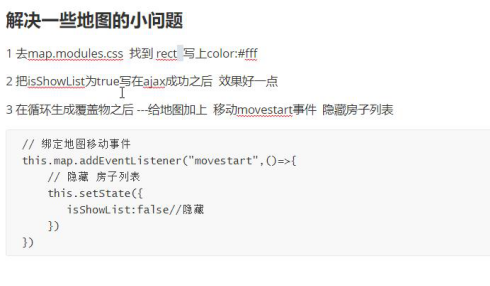 解决一些地图的小问题
1 去map.modules.css 找到 rect 写上color:#fff
2 把isShowList为true写在ajax成功之后 效果好一点
3 在循环生成覆盖物之后 ---给地图加上 移动movestart事件 隐藏房子列表
// 绑定地图移动事件
this.map.addEventListener("movestart",()=>{
// 隐藏 房子列表
this.setState({
isShowList:false//隐藏
})
})